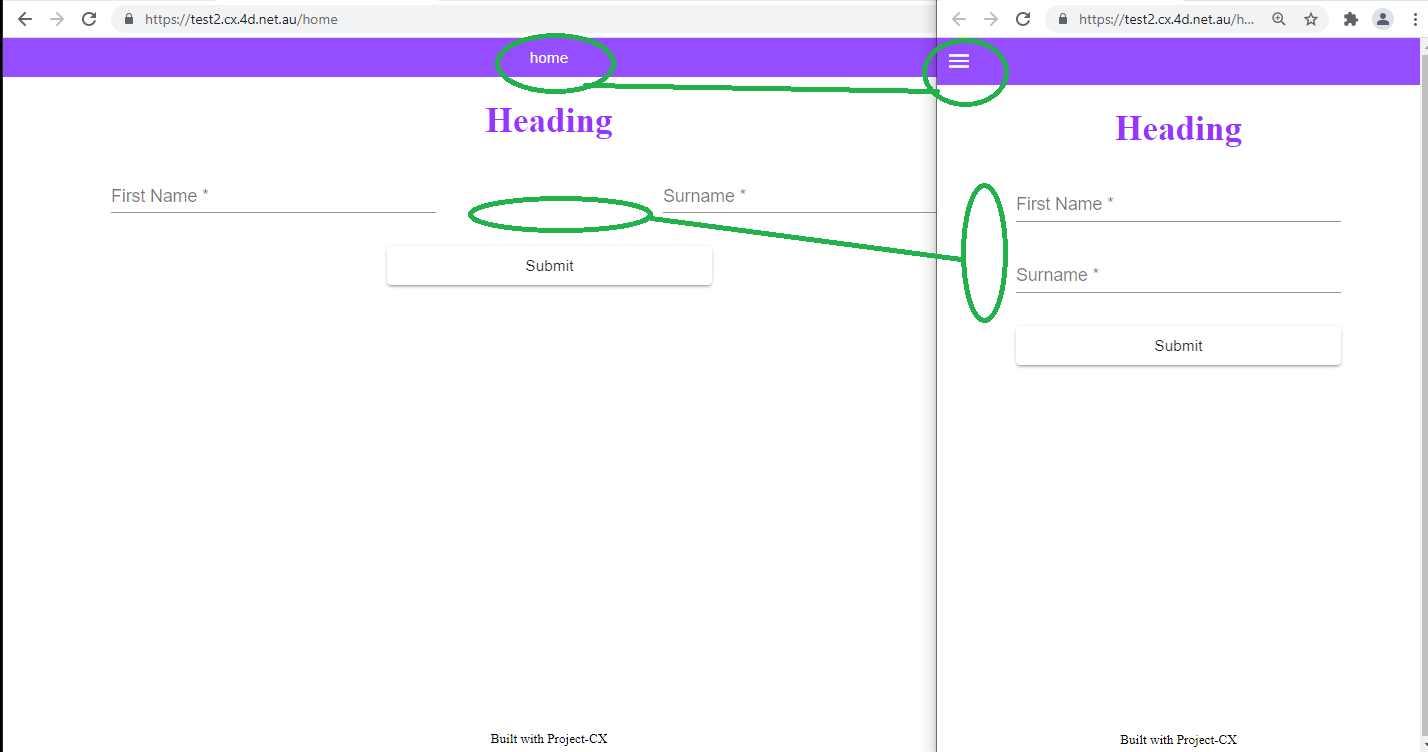 https://test2.cx.4d.net.au/home
home
Heading
First Name *
Surname *
Submit
Built with Project-CX
https://test2.cx.4d.net.au/h...
Heading
First Name *
Surname *
Submit
Built with Project-CX